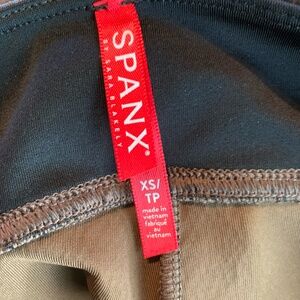 SPANX®
BY SARA BLAKELY
XS/
TP
made in
vietnam
fabriqué
au
vietnam